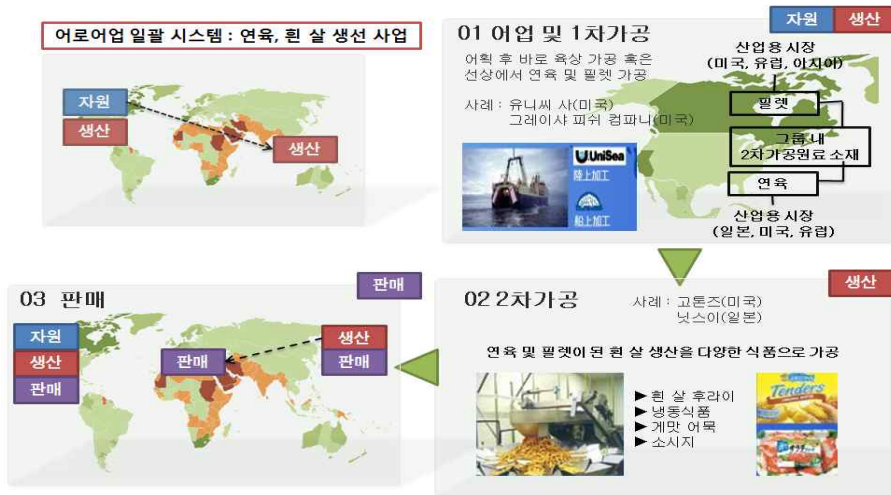 어로어업 일괄 시스템 : 연육, 흰 살 생선 사업
자원
생산
생산
자원
생산
01 어업 및 1차가공
어획 후 바로 육상 가공 혹은
선상에서 연육 및 필렛 가공
사례 : 유니씨 사(미국)
그레이샤 피쉬 컴파니(미국)
UniSea
陸上加工
船上加工
산업용 시장
(미국, 유럽, 아시아)
필렛
그룹 내
2차가공원료 소재
연육
산업용 시장
(일본, 미국, 유럽)
생산
02 2차가공
사례 : 고톤즈(미국)
닛스이(일본)
연육 및 필렛이 된 흰 살 생산을 다양한 식품으로 가공
▶ 흰 살 후라이
▶ 냉동식품
▶ 게맛 어묵
▶ 소시지
Tenders
판매
03 판매
자원
생산
판매
판매
생산
판매